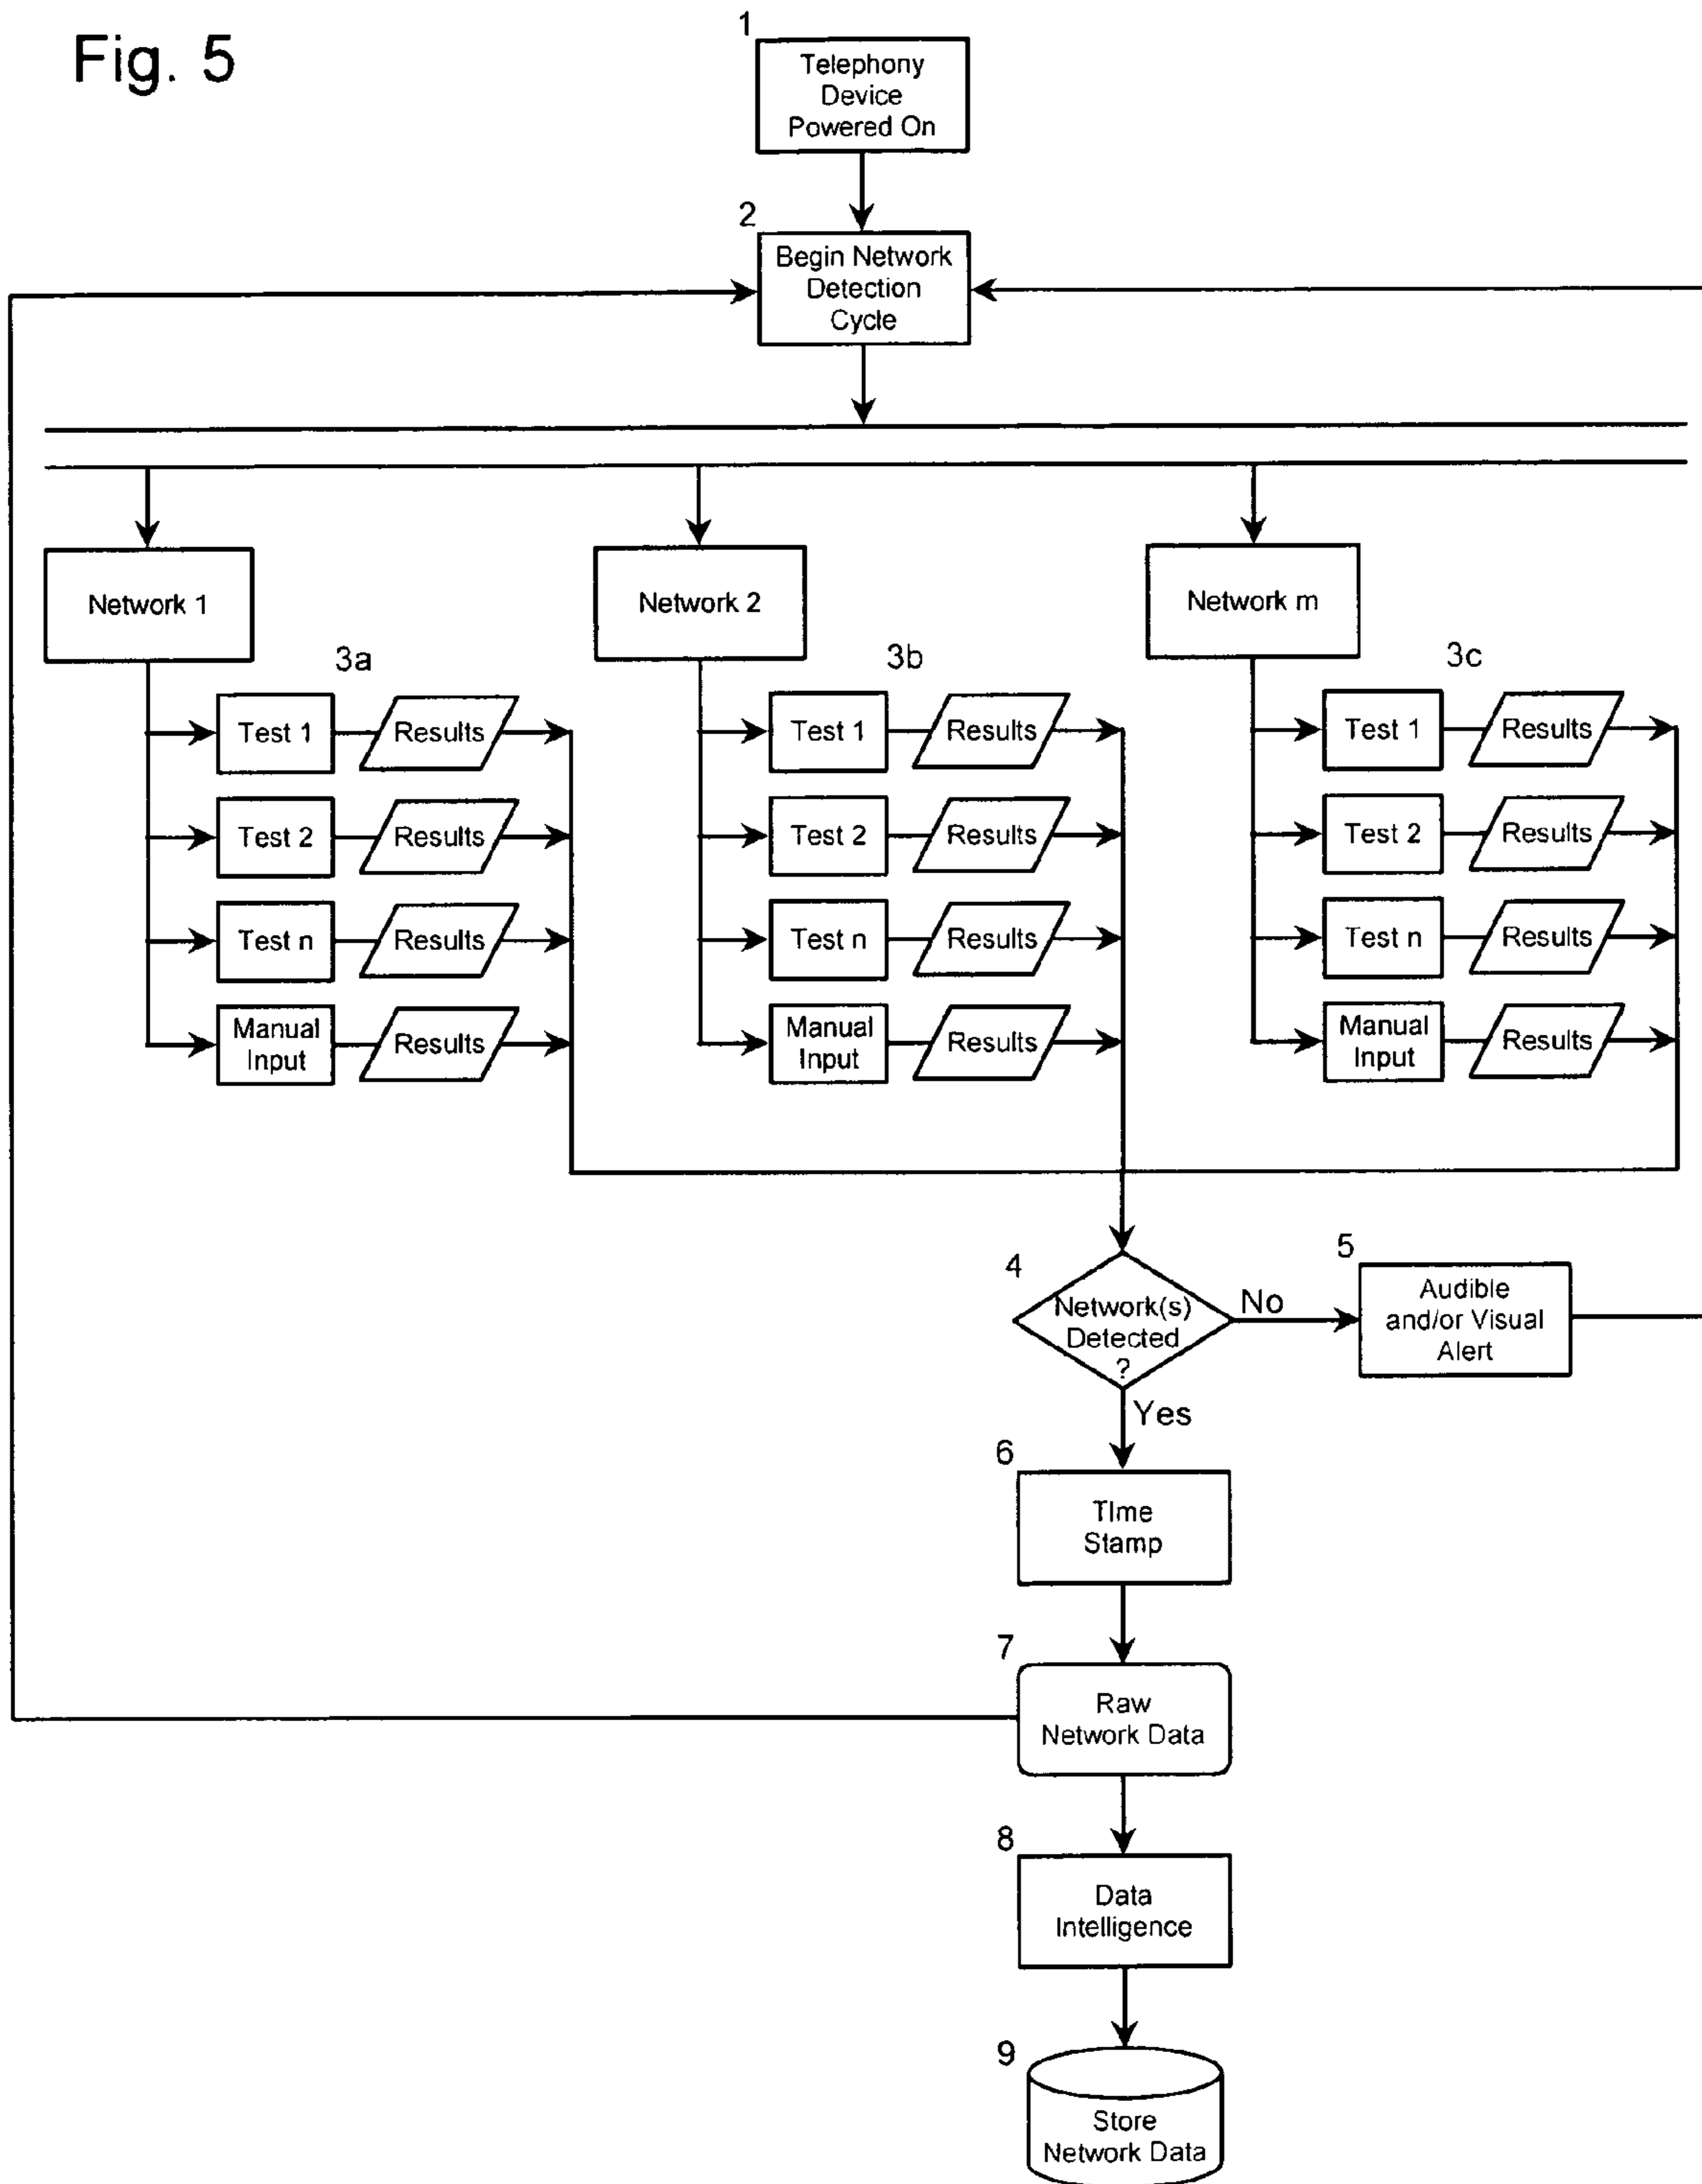 Fig. 5
1
Telephony
Device
Powered On
2
Begin Network
Detection
Cycle
Network 1
Network 2
Network m
3a
3b
3c
Test 1
Results
Test 1
Results
Test 1
Results
Test 2
Results
Test 2
Results
Test 2
Results
Test n
Results
Test n
Results
Test n
Results
Manual
Input
Results
Manual
Input
Results
Manual
Input
Results
4
Network(s)
Detected
?
No
5
Audible
and/or Visual
Alert
Yes
6
TIme
Stamp
7
Raw
Network Data
8
Data
Intelligence
9
Store
Network Data